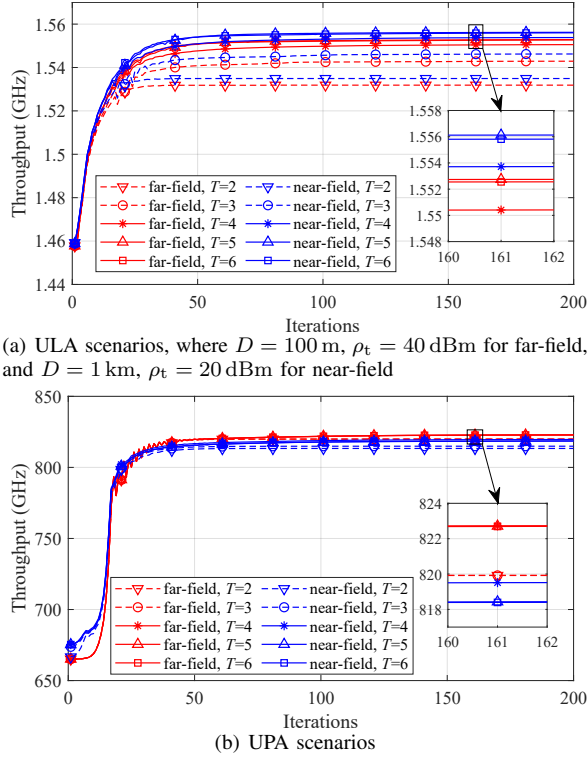 1.56
1.54
1.52
1.5
1.48
1.46
1.44
Throughput (GHz)
1.558
1.556
1.554
1.552
1.55
1.548
160 161 162
far-field, T=2
far-field, T=3
far-field, T=4
far-field, T=5
far-field, T=6
near-field, T=2
near-field, T=3
near-field, T=4
near-field, T=5
near-field, T=6
0 50 100 150 200
Iterations
(a) ULA scenarios, where D = 100 m, ρt = 40 dBm for far-field,
and D = 1 km, ρt = 20 dBm for near-field
850
800
750
700
650
Throughput (GHz)
824
822
820
818
160 161 162
far-field, T=2
far-field, T=3
far-field, T=4
far-field, T=5
far-field, T=6
near-field, T=2
near-field, T=3
near-field, T=4
near-field, T=5
near-field, T=6
0 50 100 150 200
Iterations
(b) UPA scenarios